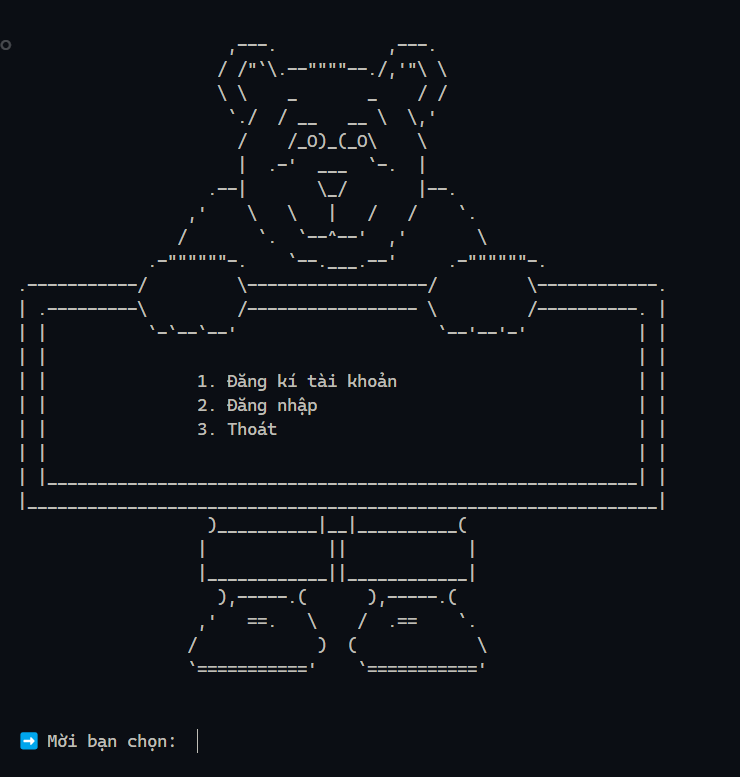 1. Đăng kí tài khoản
2. Đăng nhập
3. Thoát
➡ Mời bạn chọn: